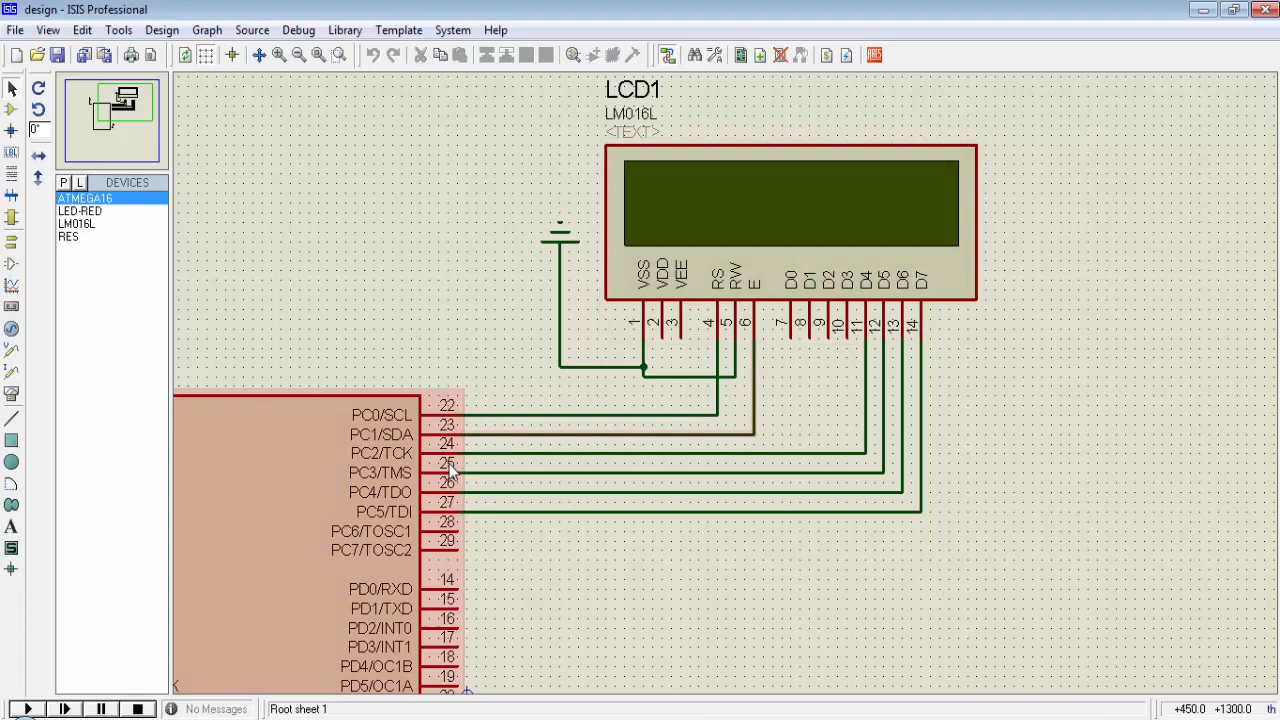 design - ISIS Professional
File View Edit Tools Design Graph Source Debug Library Template System Help
ARIS
LBL
0°
P L DEVICES
ATMEGA16
LED-RED
LM016L
RES
A
S
LCD1
LM016L
<TEXT>
VSS VDD VEE RS RW E D0 D1 D2 D3 D4 D5 D6 D7
1 2 3 4 5 6 7 8 9 10 11 12 13 14
PC0/SCL 22
PC1/SDA 23
PC2/TCK 24
PC3/TMS 25
PC4/TDO 26
PC5/TDI 27
PC6/TOSC1 28
PC7/TOSC2 29
PD0/RXD 14
PD1/TXD 15
PD2/INT0 16
PD3/INT1 17
PD4/OC1B 18
PD5/OC1A 19
No Messages Root sheet 1 +450.0 +1300.0 th